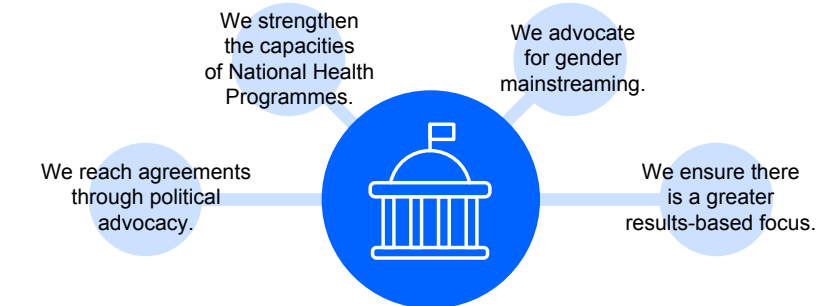 We strengthen
the capacities
of National Health
Programmes.
We advocate
for gender
mainstreaming.
We reach agreements
through political
advocacy.
We ensure there
is a greater
results-based focus.